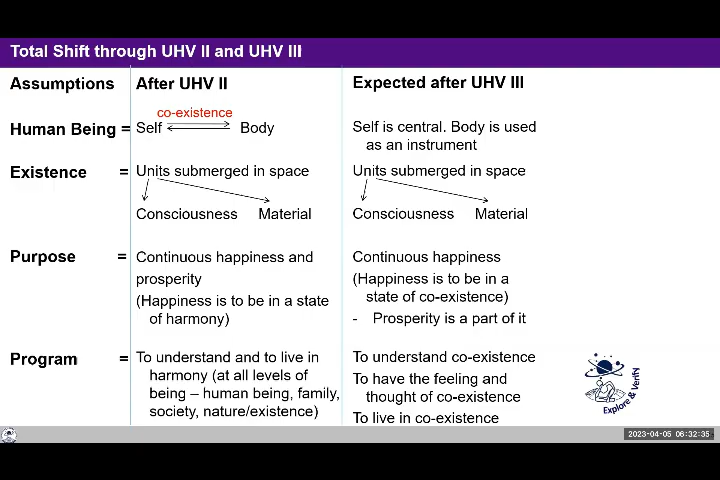 Total Shift through UHV II and UHV III
Assumptions After UHV II Expected after UHV III
co-existence
Human Being = Self Body Self is central. Body is used
as an instrument
Existence = Units submerged in space Units submerged in space
Consciousness Material Consciousness Material
Purpose = Continuous happiness and Continuous happiness
prosperity (Happiness is to be in a
(Happiness is to be in a state state of co-existence)
of harmony) - Prosperity is a part of it
Program = To understand and to live in To understand co-existence
harmony (at all levels of To have the feeling and
being – human being, family, thought of co-existence
society, nature/existence) To live in co-existence
Explore & Verify
2023-04-05 06:32:35